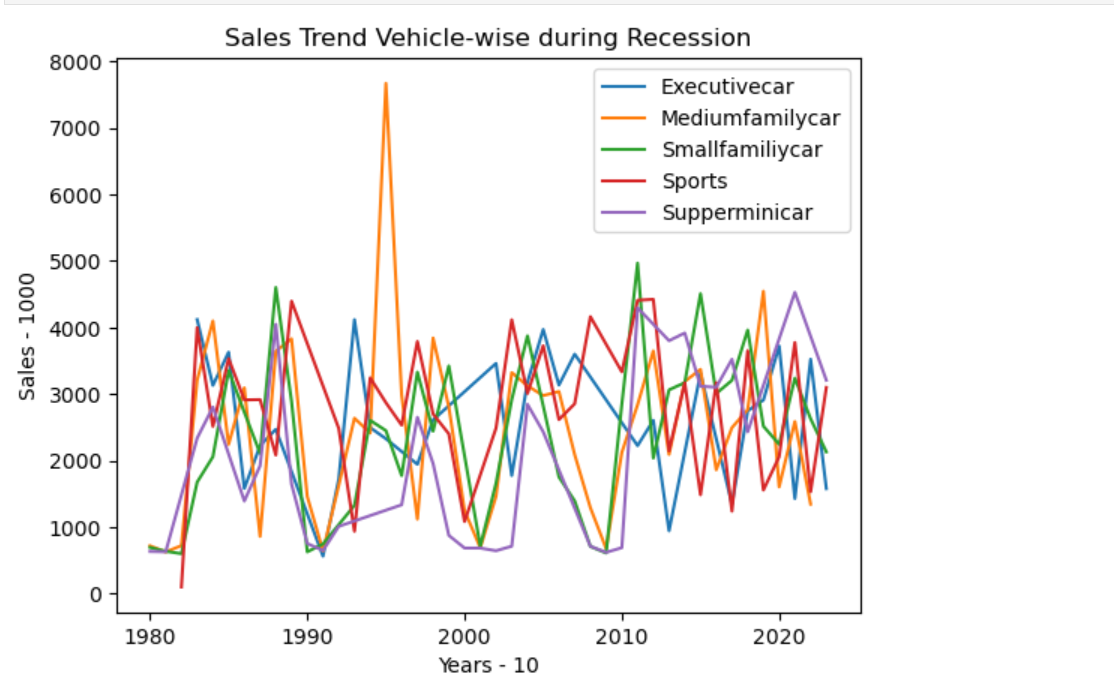 Sales Trend Vehicle-wise during Recession
8000
7000
6000
5000
4000
3000
2000
1000
0
Sales - 1000
Executivecar
Mediumfamilycar
Smallfamiliycar
Sports
Supperminicar
1980 1990 2000 2010 2020
Years - 10